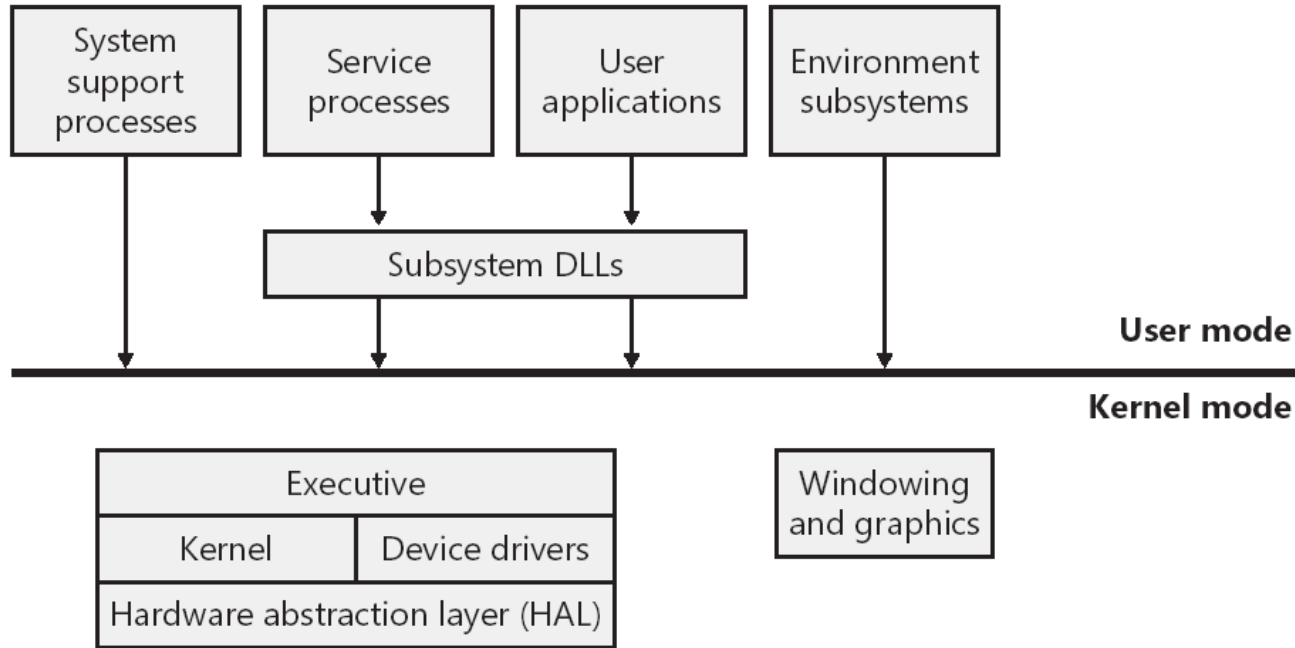 System
support
processes
Service
processes
User
applications
Environment
subsystems
Subsystem DLLs
User mode
Kernel mode
Executive
Kernel
Device drivers
Hardware abstraction layer (HAL)
Windowing
and graphics